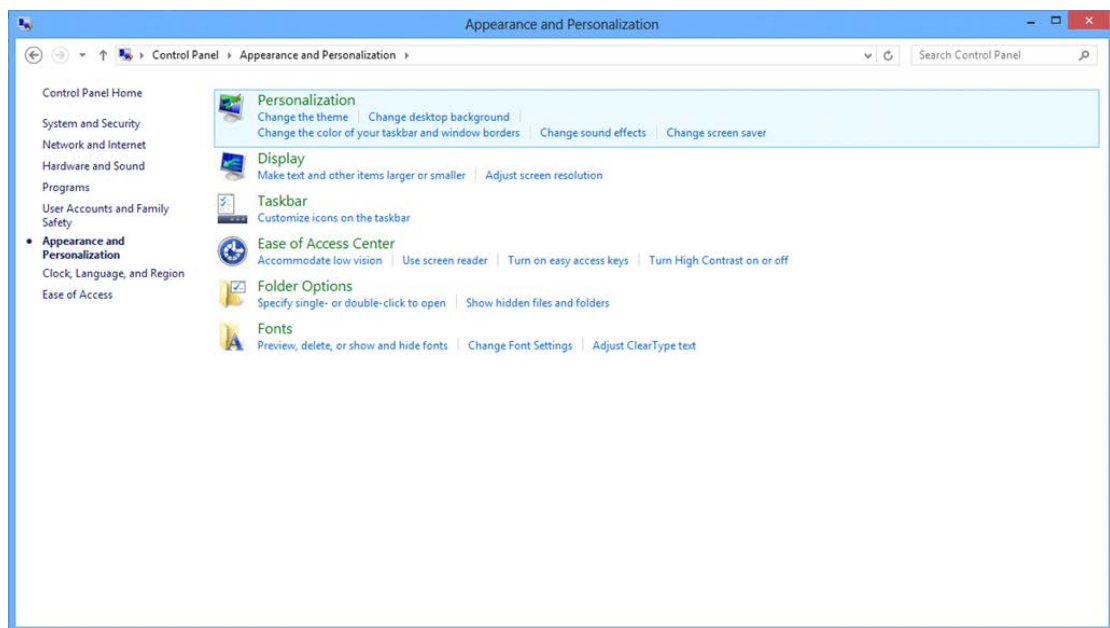 Appearance and Personalization
Control Panel Appearance and Personalization
Search Control Panel
Control Panel Home
System and Security
Network and Internet
Hardware and Sound
Programs
User Accounts and Family
Safety
Appearance and
Personalization
Clock, Language, and Region
Ease of Access
Personalization
Change the theme Change desktop background
Change the color of your taskbar and window borders Change sound effects Change screen saver
Display
Make text and other items larger or smaller Adjust screen resolution
Taskbar
Customize icons on the taskbar
Ease of Access Center
Accommodate low vision Use screen reader Turn on easy access keys Turn High Contrast on or off
Folder Options
Specify single- or double-click to open Show hidden files and folders
Fonts
Preview, delete, or show and hide fonts Change Font Settings Adjust ClearType text